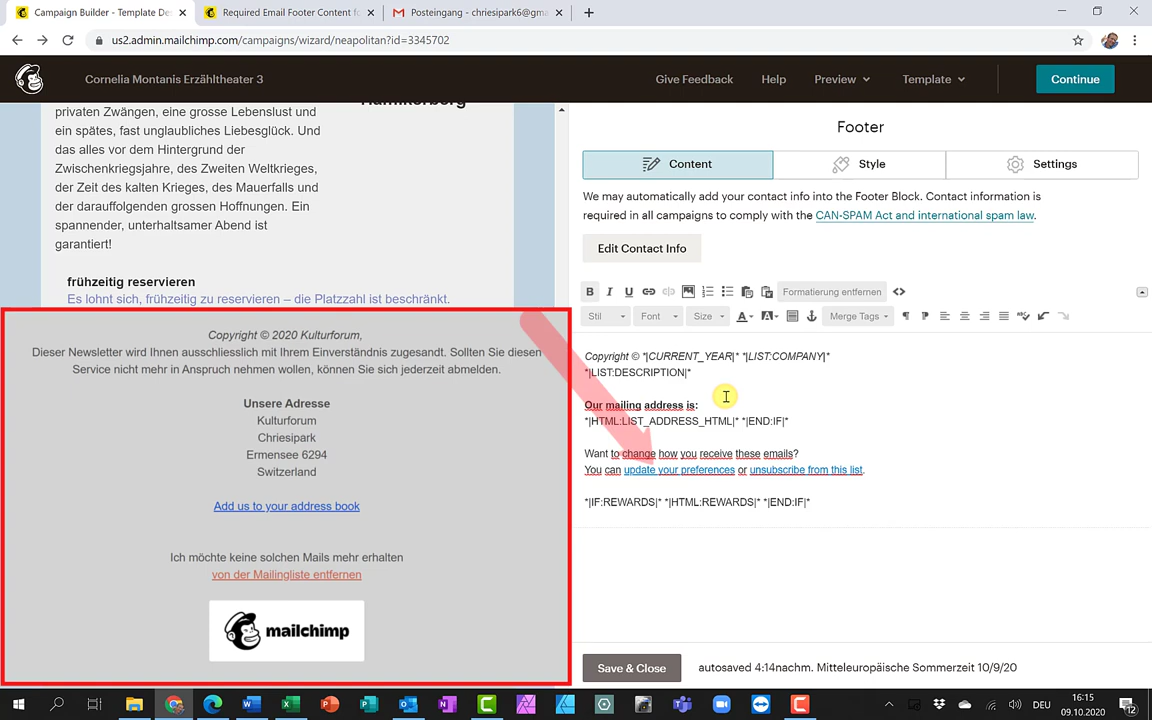 Campaign Builder - Template De
Required Email Footer Content fo
Posteingang - chriesipark6@gma
us2.admin.mailchimp.com/campaigns/wizard/neapolitan?id=3345702
Cornelia Montanis Erzähltheater 3
Give Feedback
Help
Preview
Template
Continue
privaten Zwängen, eine grosse Lebenslust und
ein spätes, fast unglaubliches Liebesglück. Und
das alles vor dem Hintergrund der
Zwischenkriegsjahre, des Zweiten Weltkrieges,
der Zeit des kalten Krieges, des Mauerfalls und
der darauffolgenden grossen Hoffnungen. Ein
spannender, unterhaltsamer Abend ist
garantiert!
frühzeitig reservieren
Es lohnt sich, frühzeitig zu reservieren – die Platzzahl ist beschränkt.
Copyright © 2020 Kulturforum,
Dieser Newsletter wird Ihnen ausschliesslich mit Ihrem Einverständnis zugesandt. Sollten Sie diesen
Service nicht mehr in Anspruch nehmen wollen, können Sie sich jederzeit abmelden.
Unsere Adresse
Kulturforum
Chriesipark
Ermensee 6294
Switzerland
Add us to your address book
Ich möchte keine solchen Mails mehr erhalten
von der Mailingliste entfernen
mailchimp
Footer
Content
Style
Settings
We may automatically add your contact info into the Footer Block. Contact information is
required in all campaigns to comply with the CAN-SPAM Act and international spam law.
Edit Contact Info
B I U
Formatierung entfernen
Stil
Font
Size
A
A
Merge Tags
Copyright © *|CURRENT_YEAR|* *|LIST:COMPANY|*
*|LIST:DESCRIPTION|*
Our mailing address is:
*|HTML:LIST_ADDRESS_HTML|* *|END:IF|*
Want to change how you receive these emails?
You can update your preferences or unsubscribe from this list.
*|IF:REWARDS|* *|HTML:REWARDS|* *|END:IF|*
Save & Close
autosaved 4:14nachm. Mitteleuropäische Sommerzeit 10/9/20
DEU
16:15
09.10.2020
12